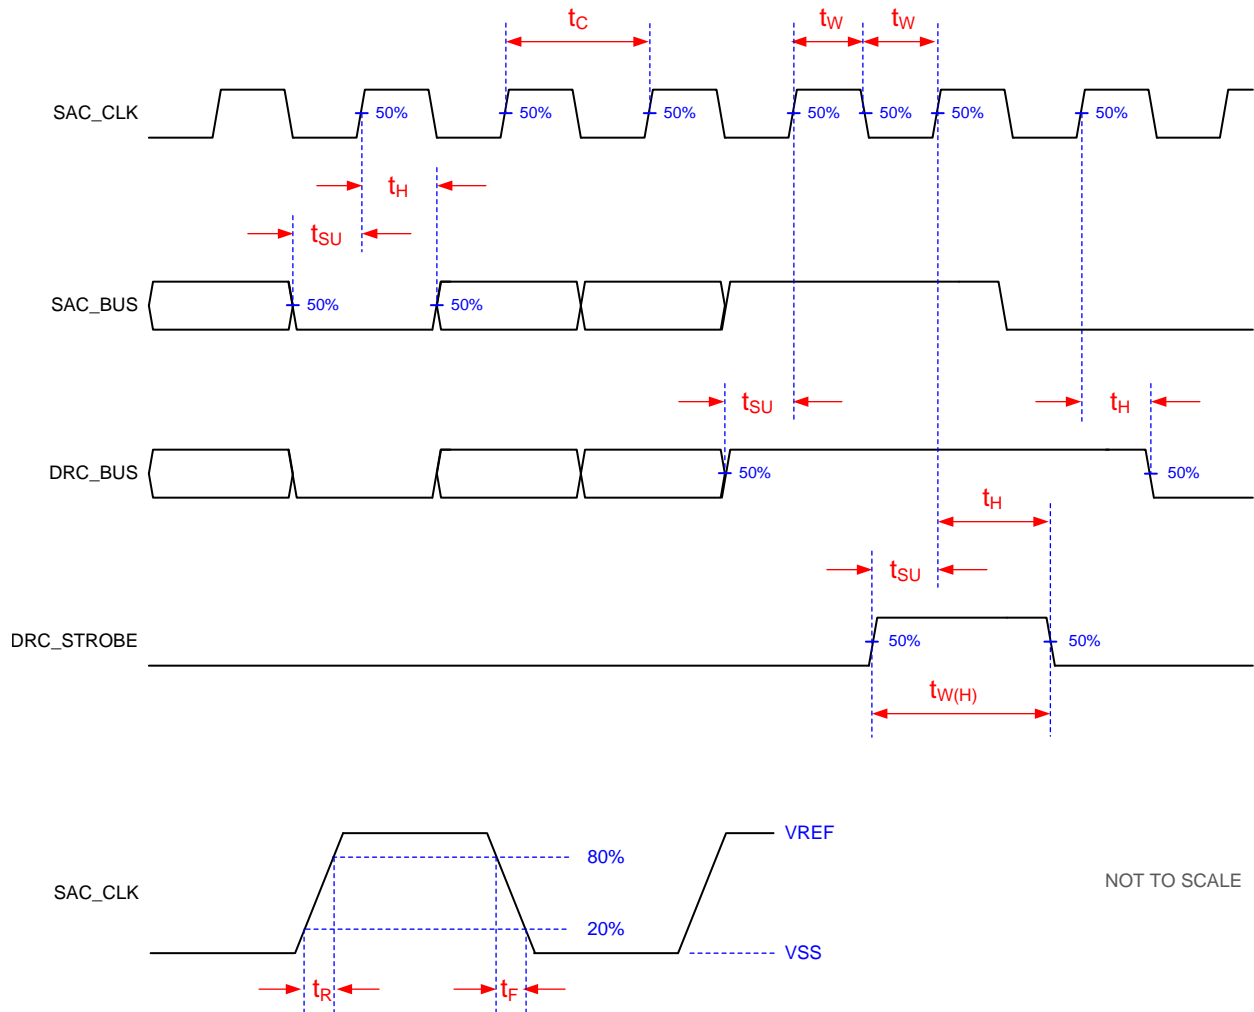 tC tW tW
SAC_CLK 50% 50% 50% 50% 50% 50% 50%
tH
tSU
SAC_BUS 50% 50%
tSU tH
DRC_BUS 50% 50%
tH
tSU
DRC_STROBE 50% 50%
tW(H)
VREF
80%
SAC_CLK NOT TO SCALE
20%
VSS
tR tF